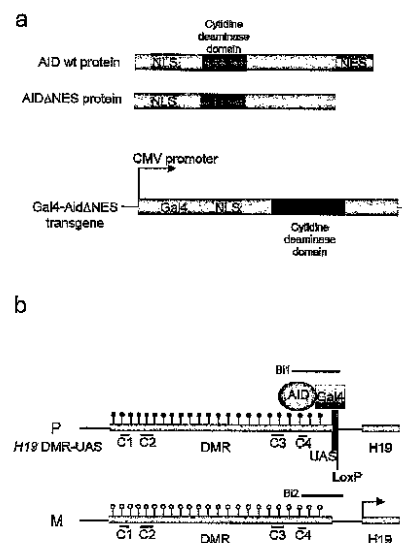 a
Cytidine
deaminase
domain
AID wt protein
NLS
NES
AIDΔNES protein
NLS
CMV promoter
Gal4-AidΔNES
transgene
Gal4
NLS
Cytidine
deaminase
domain
b
Bi1
AID
Gal4
P
H19 DMR-UAS
C1
C2
DMR
C3
C4
UAS
H19
LoxP
Bi2
M
C1
C2
DMR
C3
C4
H19